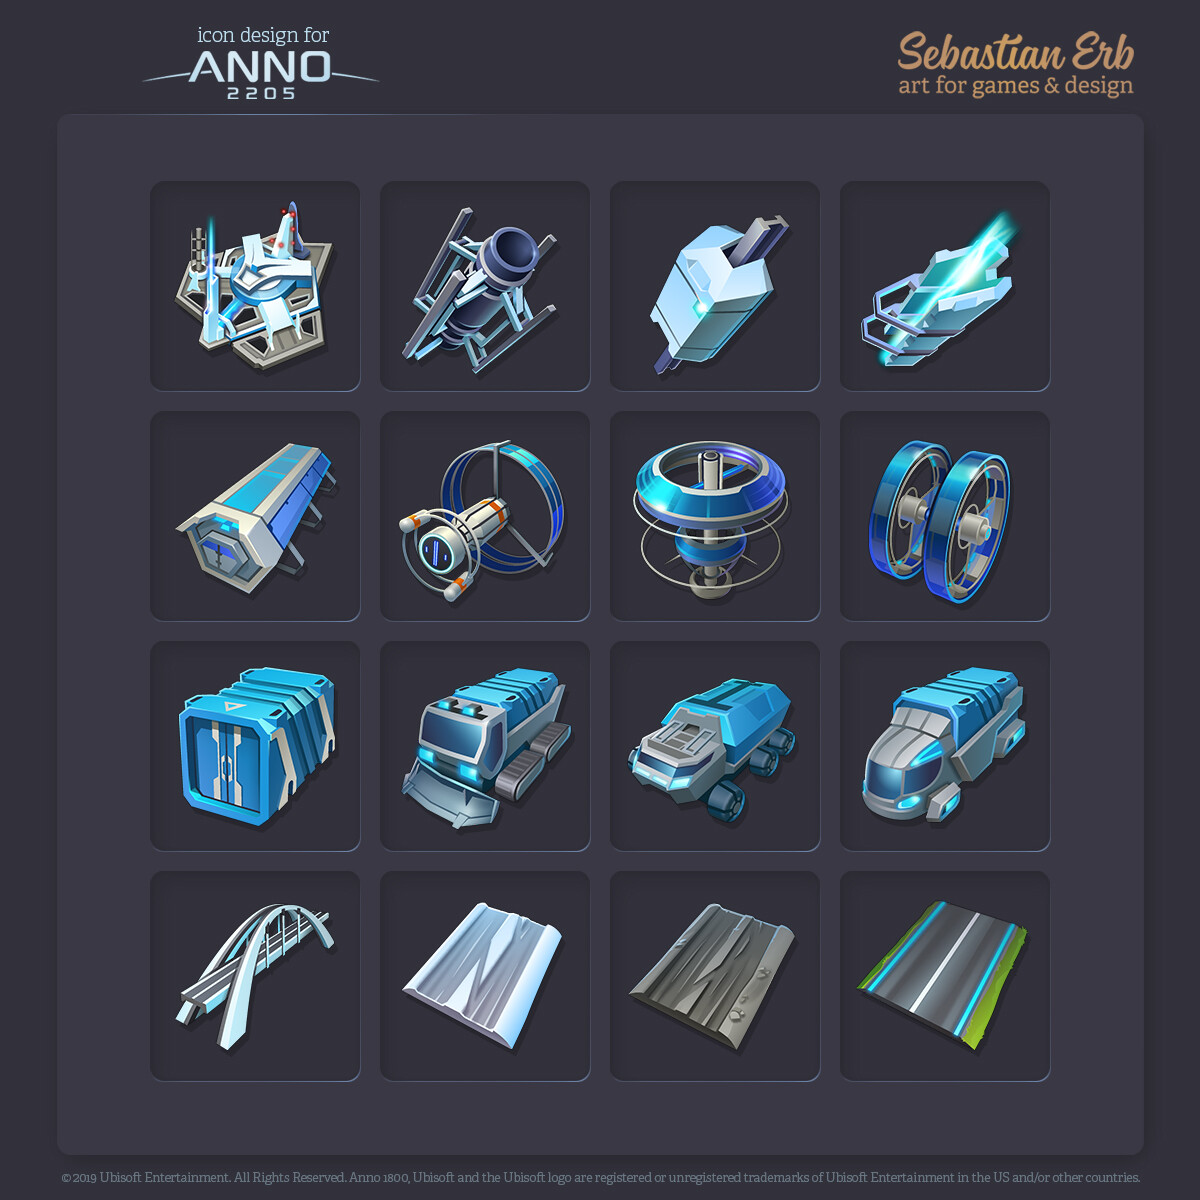 icon design for
ANNO
2205
Sebastian Erb
art for games & design
© 2019 Ubisoft Entertainment. All Rights Reserved. Anno 1800, Ubisoft and the Ubisoft logo are registered or unregistered trademarks of Ubisoft Entertainment in the US and/or other countries.